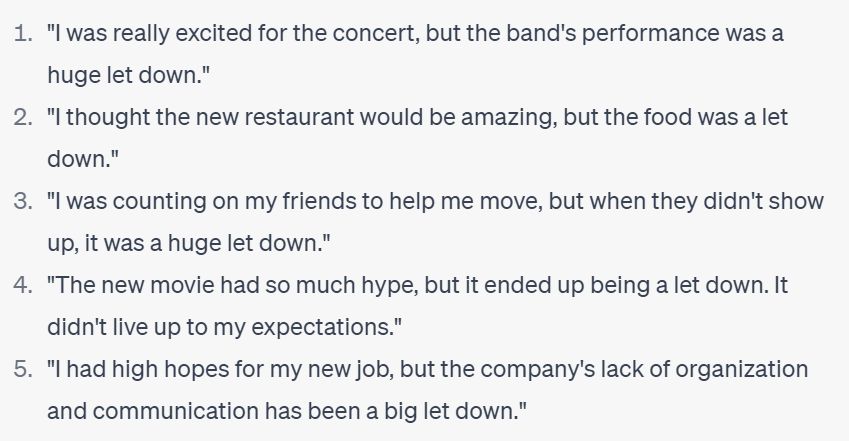 1. "I was really excited for the concert, but the band's performance was a
huge let down."
2. "I thought the new restaurant would be amazing, but the food was a let
down."
3. "I was counting on my friends to help me move, but when they didn't show
up, it was a huge let down."
4. "The new movie had so much hype, but it ended up being a let down. It
didn't live up to my expectations."
5. "I had high hopes for my new job, but the company's lack of organization
and communication has been a big let down."